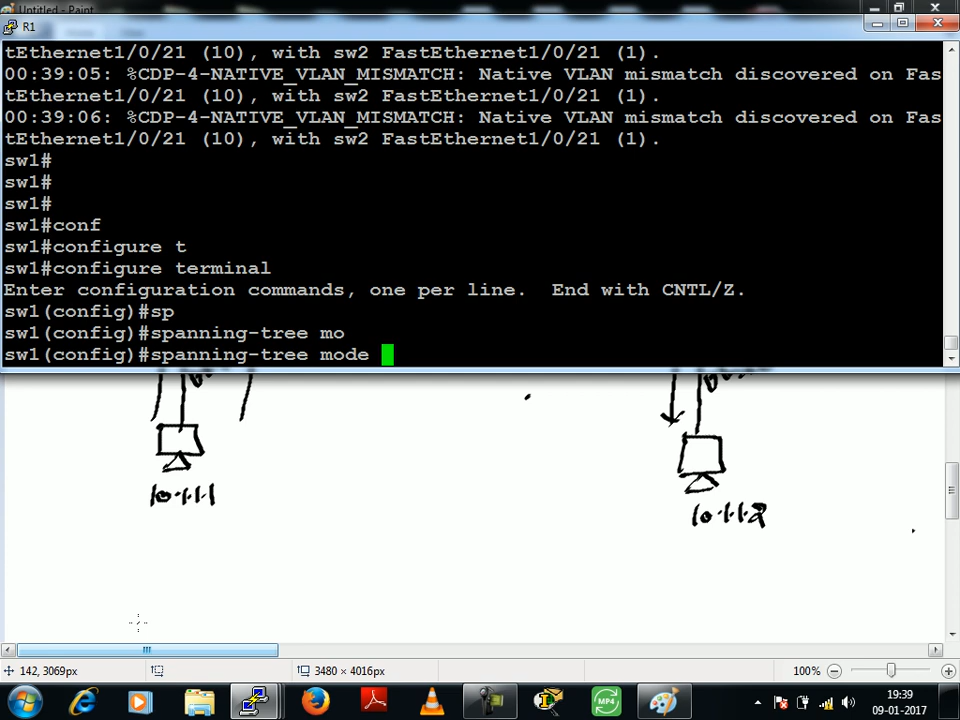 Untitled - Paint
R1
tEthernet1/0/21 (10), with sw2 FastEthernet1/0/21 (1).
00:39:05: %CDP-4-NATIVE_VLAN_MISMATCH: Native VLAN mismatch discovered on Fas
tEthernet1/0/21 (10), with sw2 FastEthernet1/0/21 (1).
00:39:06: %CDP-4-NATIVE_VLAN_MISMATCH: Native VLAN mismatch discovered on Fas
tEthernet1/0/21 (10), with sw2 FastEthernet1/0/21 (1).
sw1#
sw1#
sw1#
sw1#conf
sw1#configure t
sw1#configure terminal
Enter configuration commands, one per line.  End with CNTL/Z.
sw1(config)#sp
sw1(config)#spanning-tree mo
sw1(config)#spanning-tree mode
10.1.1.1
10.1.1.2
142, 3069px
3480 × 4016px
100%
MP4
19:39
09-01-2017